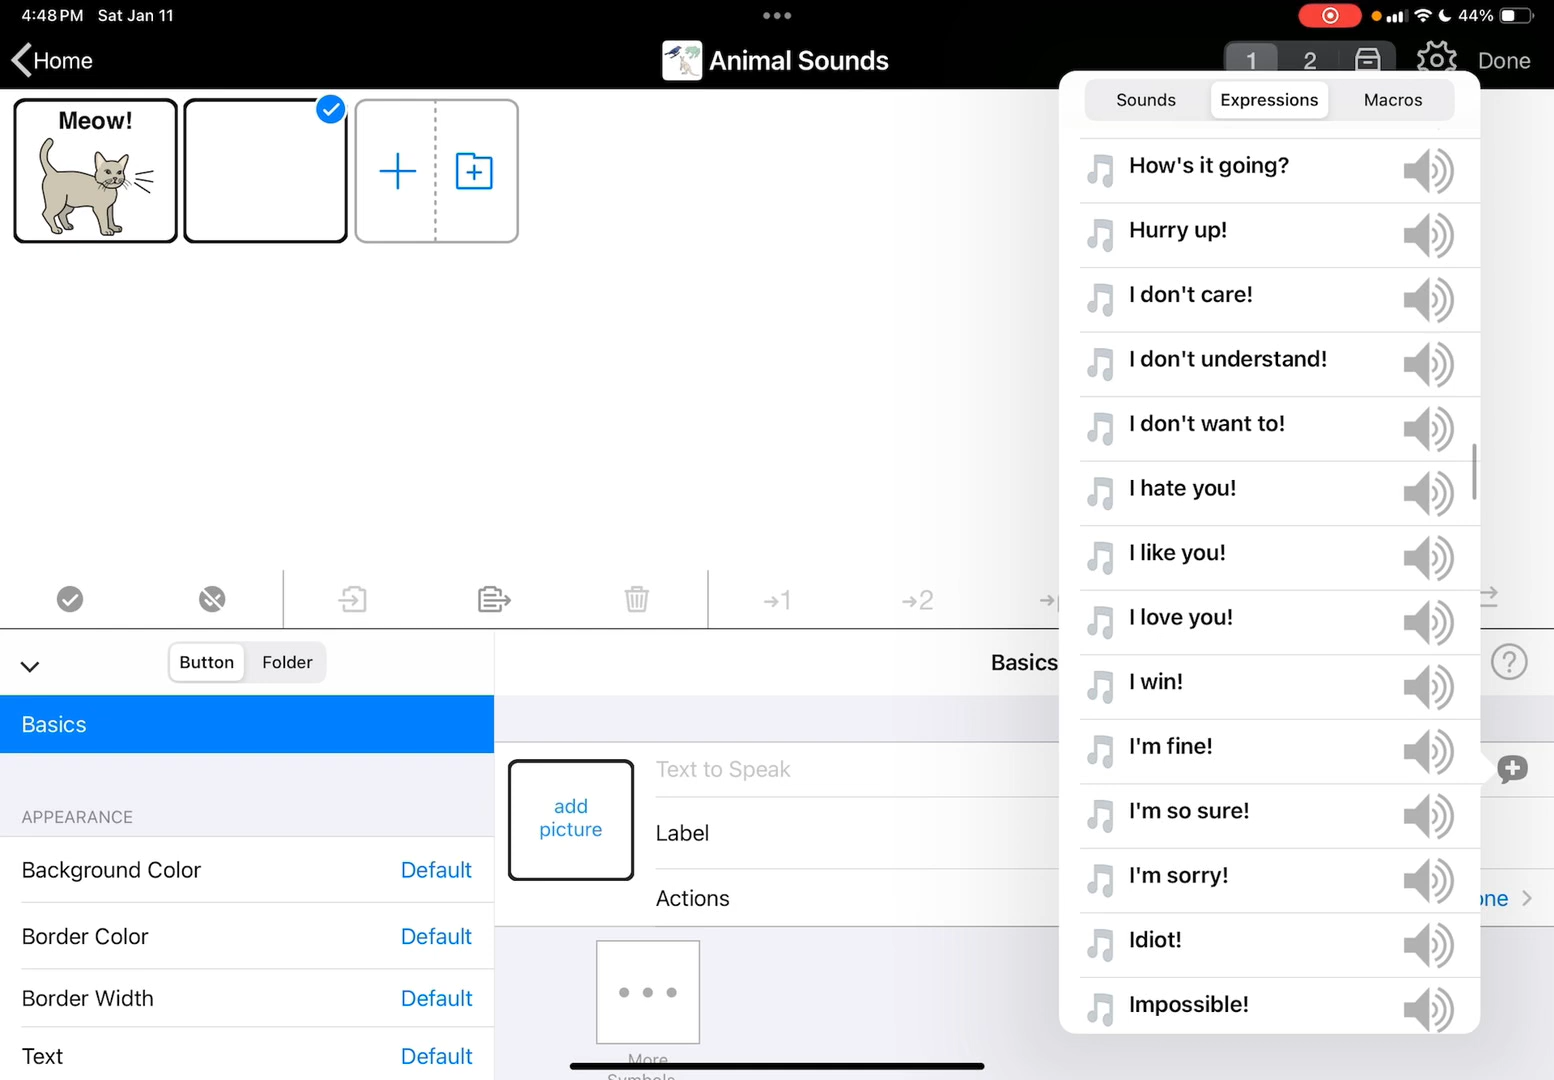 4:48 PM Sat Jan 11
44%
Home
Animal Sounds
1 2
Done
Meow!
Sounds Expressions Macros
How's it going?
Hurry up!
I don't care!
I don't understand!
I don't want to!
I hate you!
I like you!
I love you!
I win!
I'm fine!
I'm so sure!
I'm sorry!
Idiot!
Impossible!
→1
→2
Button Folder
Basics
?
Basics
APPEARANCE
Background Color Default
Border Color Default
Border Width Default
Text Default
add
picture
Text to Speak
Label
Actions
one
More
Symbols